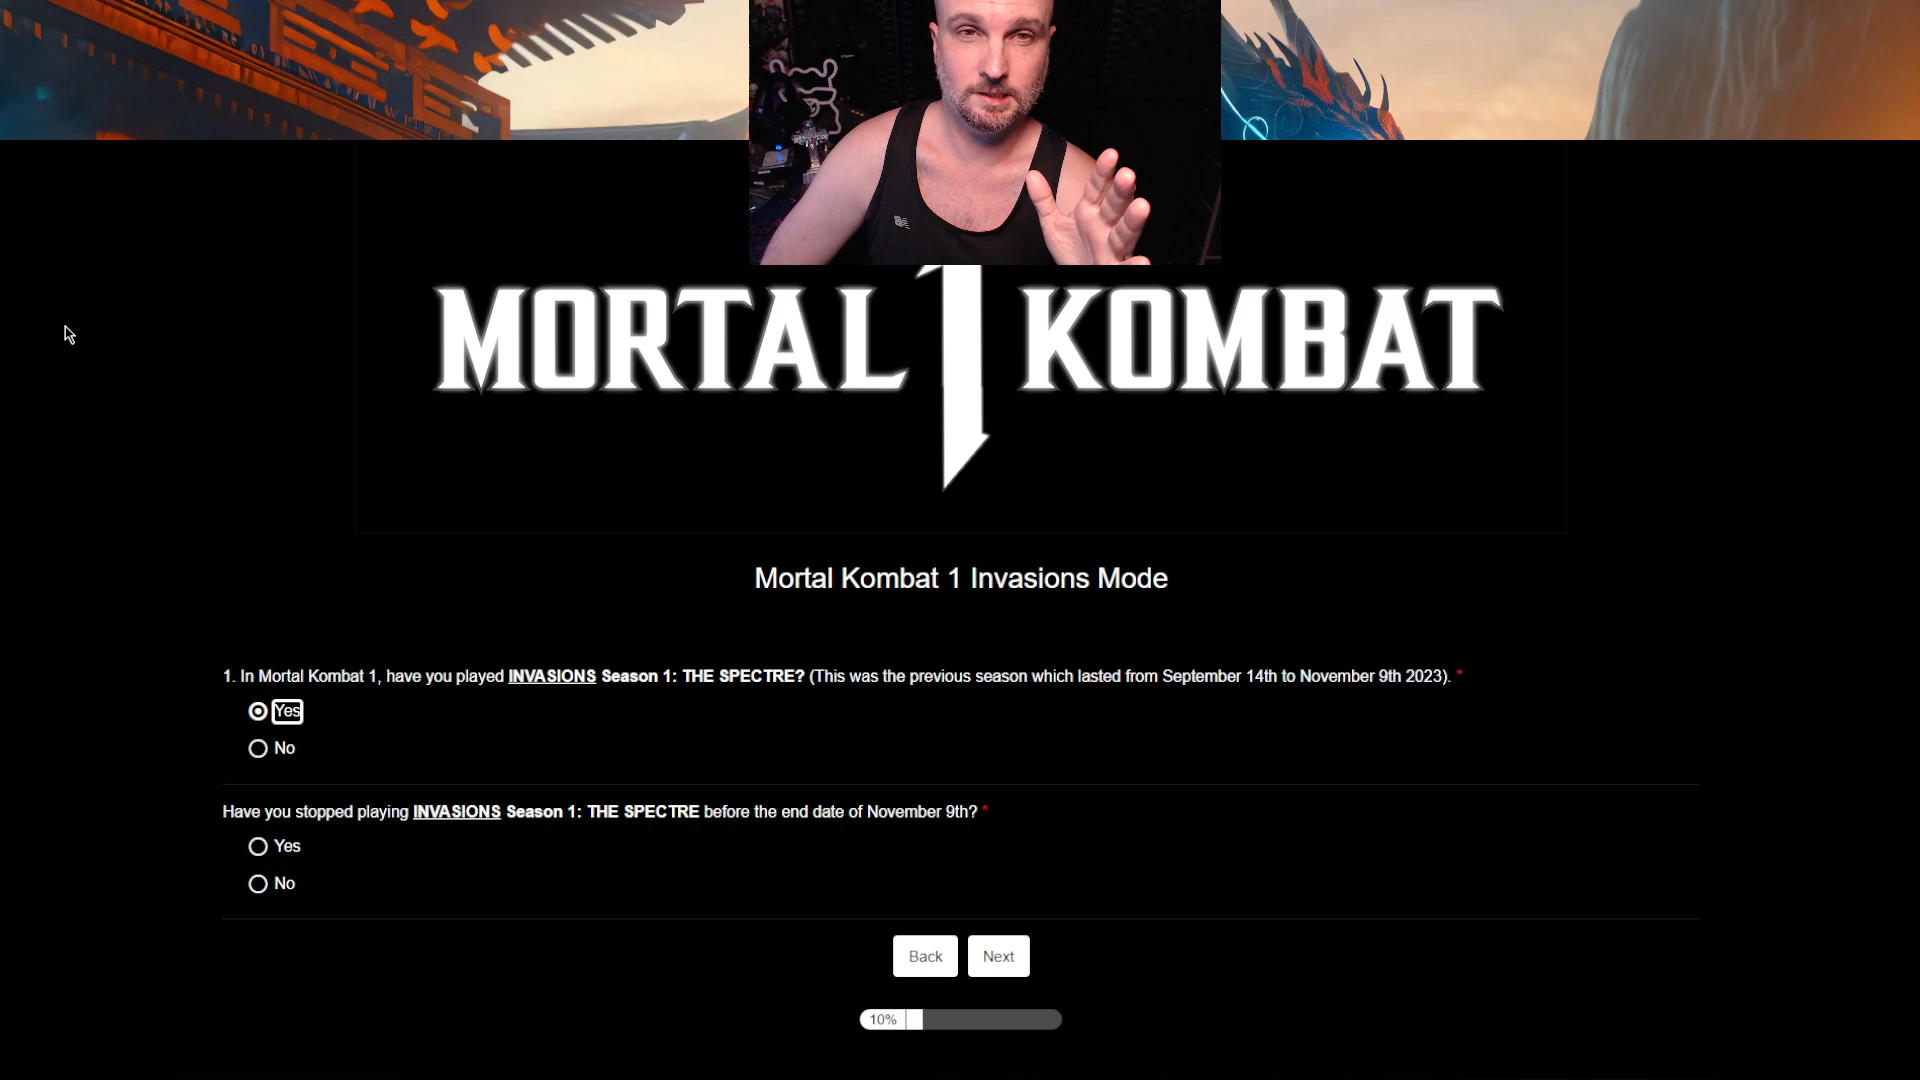 MORTAL 1 KOMBAT
Mortal Kombat 1 Invasions Mode
1. In Mortal Kombat 1, have you played INVASIONS Season 1: THE SPECTRE? (This was the previous season which lasted from September 14th to November 9th 2023). *
Yes
No
Have you stopped playing INVASIONS Season 1: THE SPECTRE before the end date of November 9th? *
Yes
No
Back Next
10%